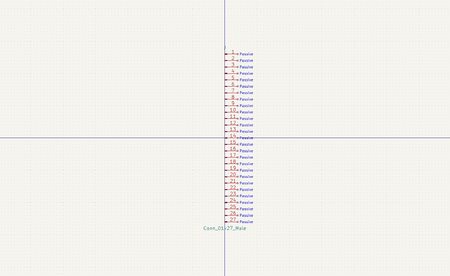 J
1 Passive
2 Passive
3 Passive
4 Passive
5 Passive
6 Passive
7 Passive
8 Passive
9 Passive
10 Passive
11 Passive
12 Passive
13 Passive
14 Passive
15 Passive
16 Passive
17 Passive
18 Passive
19 Passive
20 Passive
21 Passive
22 Passive
23 Passive
24 Passive
25 Passive
26 Passive
27 Passive
Conn_01x27_Male